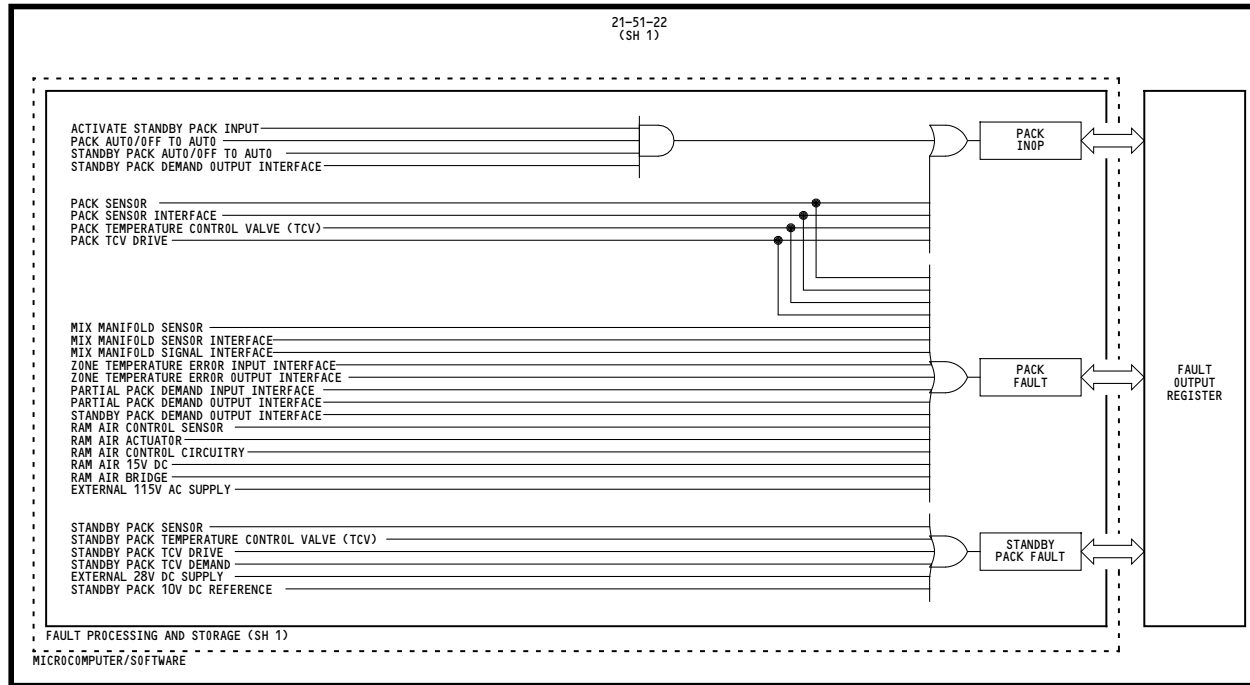 21-51-22
(SH 1)
ACTIVATE STANDBY PACK INPUT
PACK AUTO/OFF TO AUTO
STANDBY PACK AUTO/OFF TO AUTO
STANDBY PACK DEMAND OUTPUT INTERFACE
PACK
INOP
PACK SENSOR
PACK SENSOR INTERFACE
PACK TEMPERATURE CONTROL VALVE (TCV)
PACK TCV DRIVE
MIX MANIFOLD SENSOR
MIX MANIFOLD SENSOR INTERFACE
MIX MANIFOLD SIGNAL INTERFACE
ZONE TEMPERATURE ERROR INPUT INTERFACE
ZONE TEMPERATURE ERROR OUTPUT INTERFACE
PARTIAL PACK DEMAND INPUT INTERFACE
PARTIAL PACK DEMAND OUTPUT INTERFACE
STANDBY PACK DEMAND OUTPUT INTERFACE
RAM AIR CONTROL SENSOR
RAM AIR ACTUATOR
RAM AIR CONTROL CIRCUITRY
RAM AIR 15V DC
RAM AIR BRIDGE
EXTERNAL 115V AC SUPPLY
PACK
FAULT
FAULT
OUTPUT
REGISTER
STANDBY PACK SENSOR
STANDBY PACK TEMPERATURE CONTROL VALVE (TCV)
STANDBY PACK TCV DRIVE
STANDBY PACK TCV DEMAND
EXTERNAL 28V DC SUPPLY
STANDBY PACK 10V DC REFERENCE
STANDBY
PACK FAULT
FAULT PROCESSING AND STORAGE (SH 1)
MICROCOMPUTER/SOFTWARE